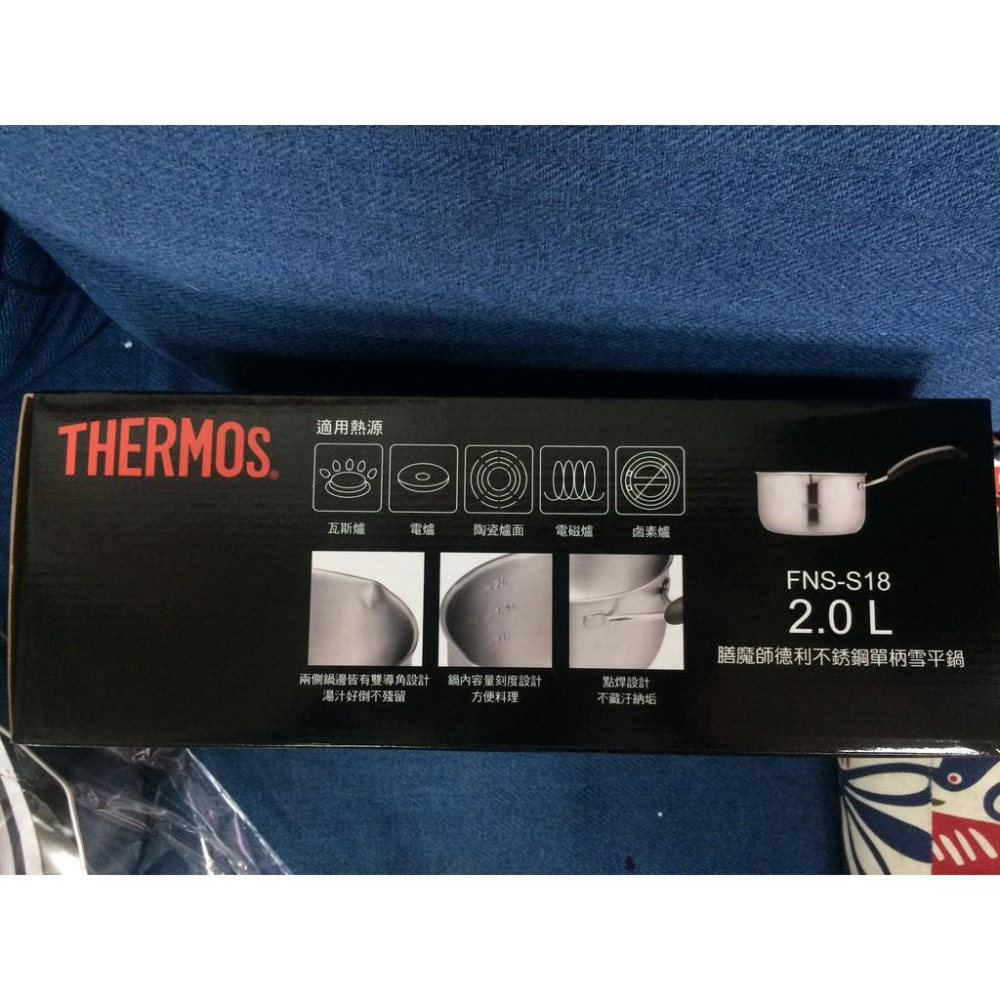 THERMOS®
適用熱源
瓦斯爐
電爐
陶瓷爐面
電磁爐
鹵素爐
2L
1.4L
1L
兩側鍋邊皆有雙導角設計
湯汁好倒不殘留
鍋內容量刻度設計
方便料理
點焊設計
不藏汙納垢
FNS-S18
2.0 L
膳魔師德利不銹鋼單柄雪平鍋